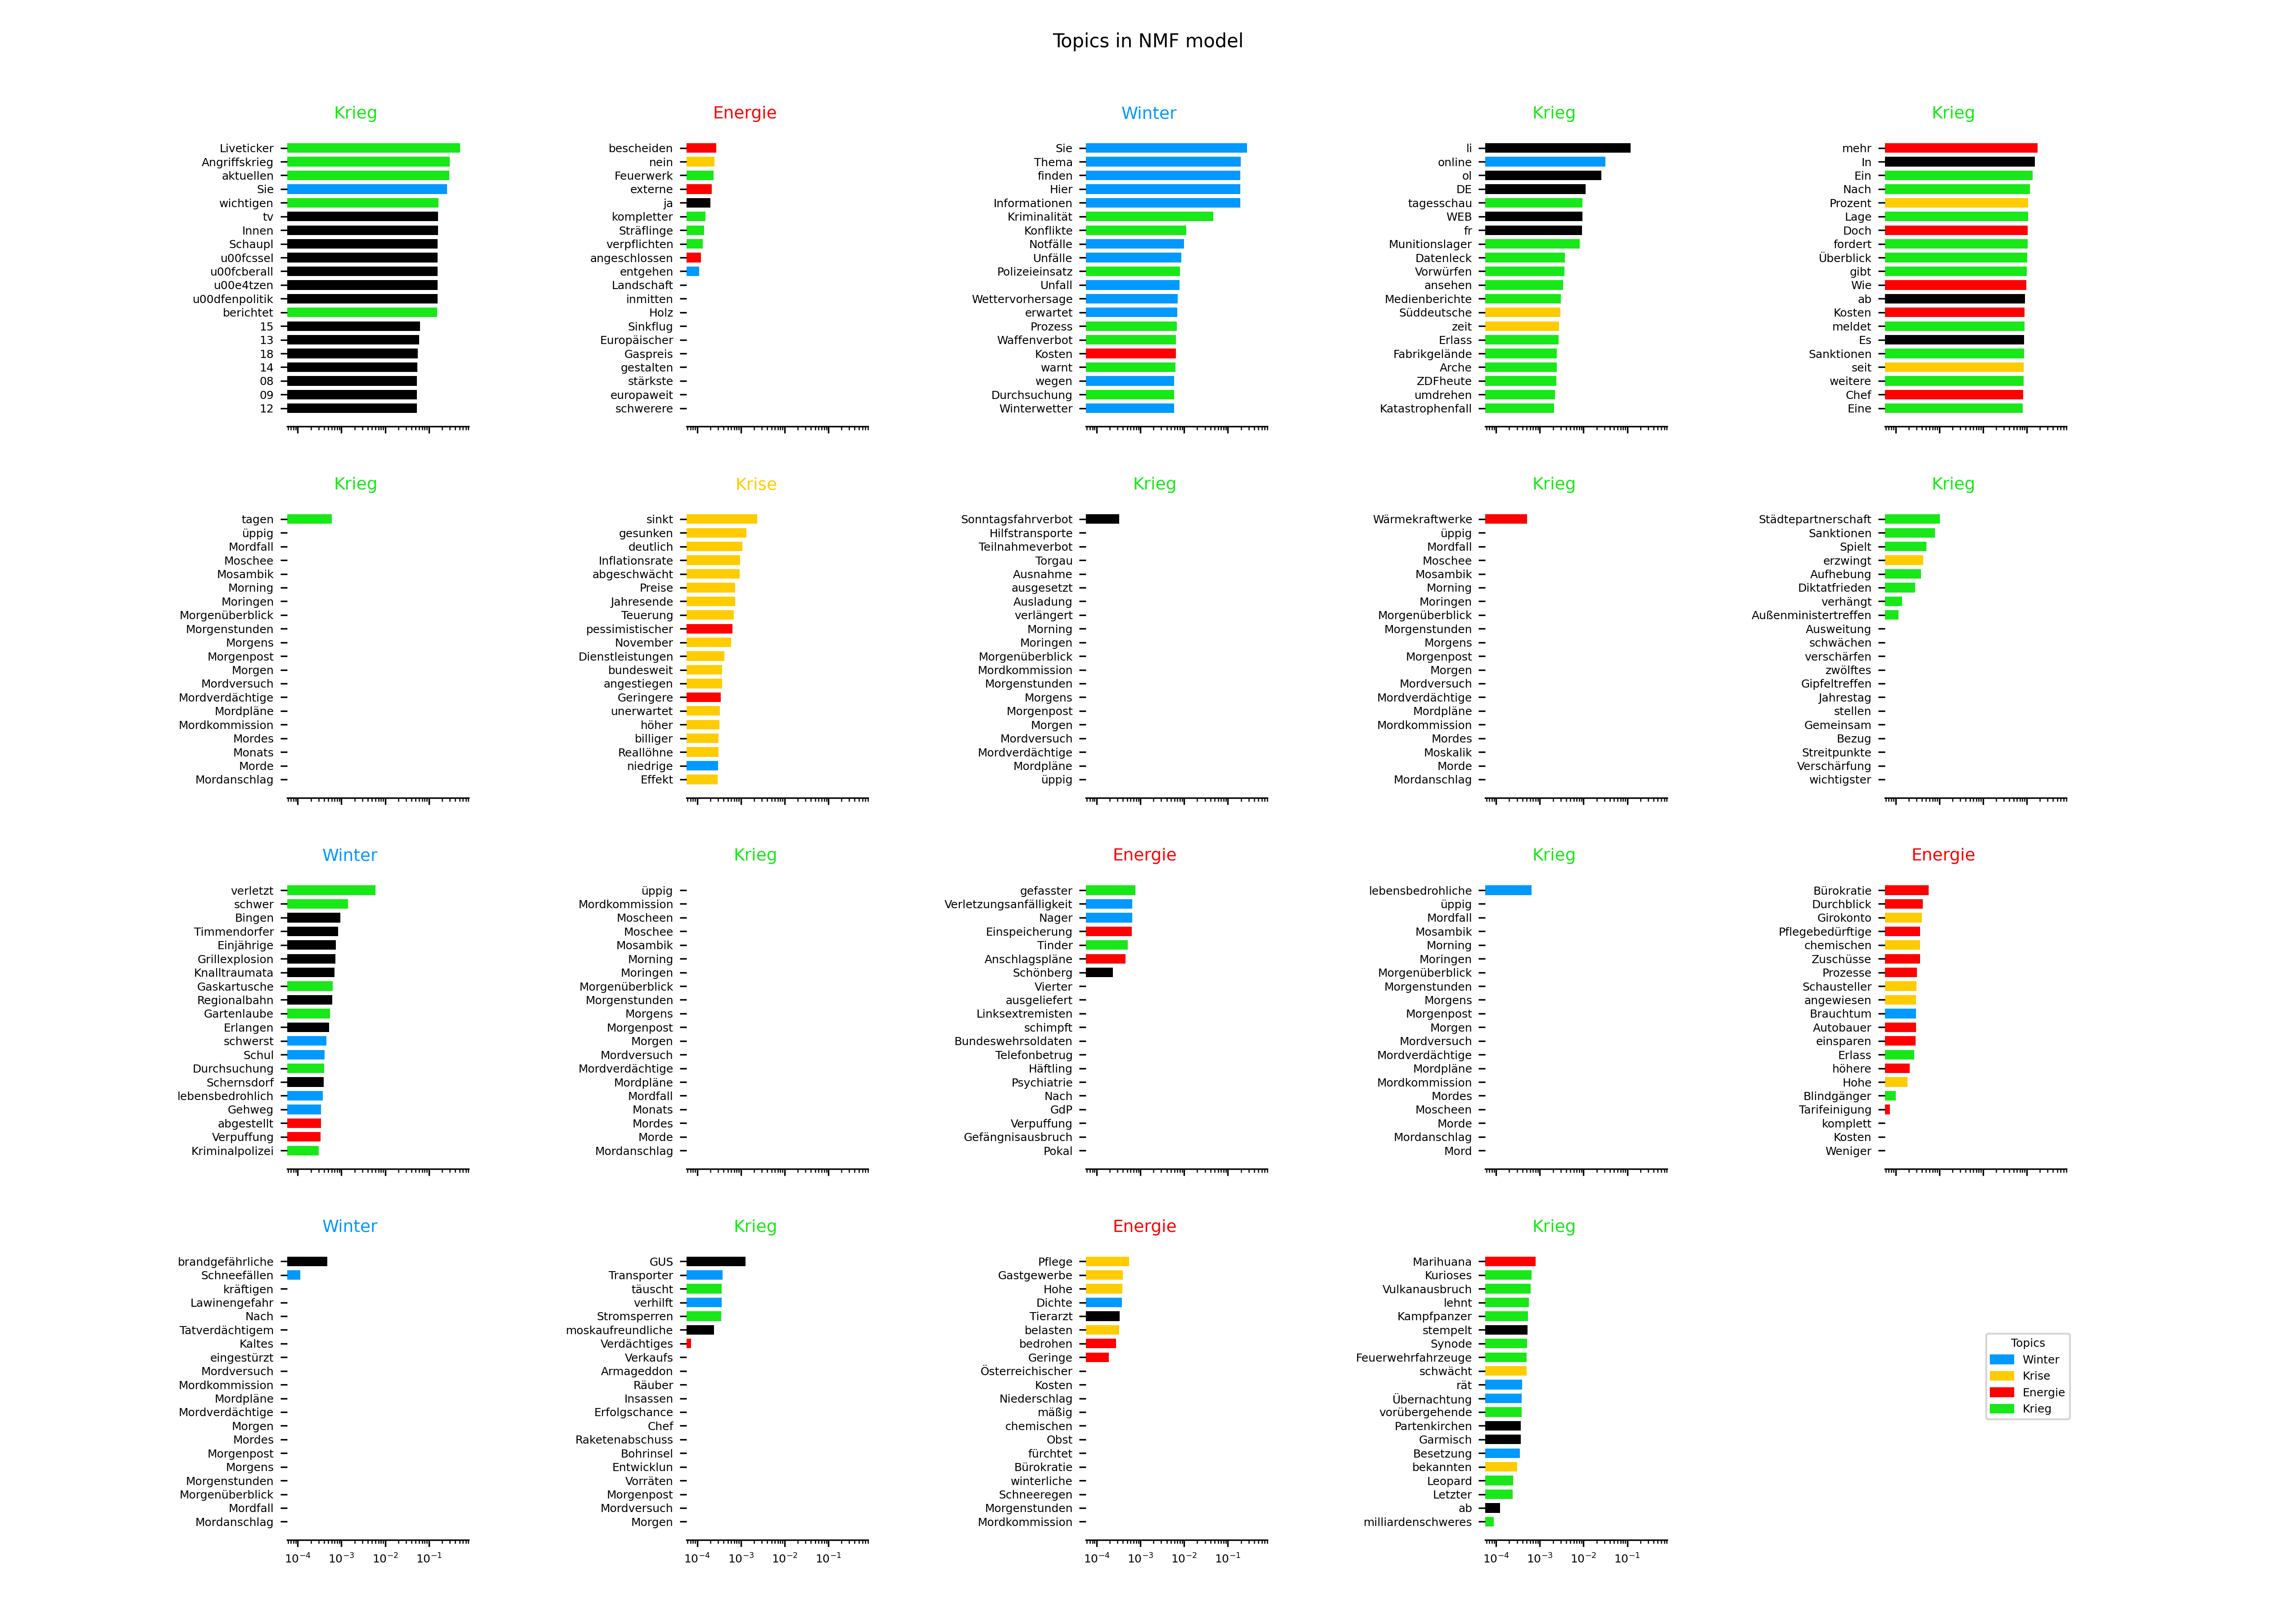 Topics in NMF model
Krieg
Liveticker
Angriffskrieg
aktuellen
Sie
wichtigen
tv
Innen
Schaupl
u00fcssel
u00fcberall
u00e4tzen
u00dfenpolitik
berichtet
15
13
18
14
08
09
12
Energie
bescheiden
nein
Feuerwerk
externe
ja
kompletter
Sträflinge
verpflichten
angeschlossen
entgehen
Landschaft
inmitten
Holz
Sinkflug
Europäischer
Gaspreis
gestalten
stärkste
europaweit
schwerere
Winter
Sie
Thema
finden
Hier
Informationen
Kriminalität
Konflikte
Notfälle
Unfälle
Polizeieinsatz
Unfall
Wettervorhersage
erwartet
Prozess
Waffenverbot
Kosten
warnt
wegen
Durchsuchung
Winterwetter
Krieg
li
online
ol
DE
tagesschau
WEB
fr
Munitionslager
Datenleck
Vorwürfen
ansehen
Medienberichte
Süddeutsche
zeit
Erlass
Fabrikgelände
Arche
ZDFheute
umdrehen
Katastrophenfall
Krieg
mehr
In
Ein
Nach
Prozent
Lage
Doch
fordert
Überblick
gibt
Wie
ab
Kosten
meldet
Es
Sanktionen
seit
weitere
Chef
Eine
Krieg
tagen
üppig
Mordfall
Moschee
Mosambik
Morning
Moringen
Morgenüberblick
Morgenstunden
Morgens
Morgenpost
Morgen
Mordversuch
Mordverdächtige
Mordpläne
Mordkommission
Mordes
Monats
Morde
Mordanschlag
Krise
sinkt
gesunken
deutlich
Inflationsrate
abgeschwächt
Preise
Jahresende
Teuerung
pessimistischer
November
Dienstleistungen
bundesweit
angestiegen
Geringere
unerwartet
höher
billiger
Reallöhne
niedrige
Effekt
Krieg
Sonntagsfahrverbot
Hilfstransporte
Teilnahmeverbot
Torgau
Ausnahme
ausgesetzt
Ausladung
verlängert
Morning
Moringen
Morgenüberblick
Mordkommission
Morgenstunden
Morgens
Morgenpost
Morgen
Mordversuch
Mordverdächtige
Mordpläne
üppig
Krieg
Wärmekraftwerke
üppig
Mordfall
Moschee
Mosambik
Morning
Moringen
Morgenüberblick
Morgenstunden
Morgens
Morgenpost
Morgen
Mordversuch
Mordverdächtige
Mordpläne
Mordkommission
Mordes
Moskalik
Morde
Mordanschlag
Krieg
Städtepartnerschaft
Sanktionen
Spielt
erzwingt
Aufhebung
Diktatfrieden
verhängt
Außenministertreffen
Ausweitung
schwächen
verschärfen
zwölftes
Gipfeltreffen
Jahrestag
stellen
Gemeinsam
Bezug
Streitpunkte
Verschärfung
wichtigster
Winter
verletzt
schwer
Bingen
Timmendorfer
Einjährige
Grillexplosion
Knalltraumata
Gaskartusche
Regionalbahn
Gartenlaube
Erlangen
schwerst
Schul
Durchsuchung
Schernsdorf
lebensbedrohlich
Gehweg
abgestellt
Verpuffung
Kriminalpolizei
Krieg
üppig
Mordkommission
Moscheen
Moschee
Mosambik
Morning
Moringen
Morgenüberblick
Morgenstunden
Morgens
Morgenpost
Morgen
Mordversuch
Mordverdächtige
Mordpläne
Mordfall
Monats
Mordes
Morde
Mordanschlag
Energie
gefasster
Verletzungsanfälligkeit
Nager
Einspeicherung
Tinder
Anschlagspläne
Schönberg
Vierter
ausgeliefert
Linksextremisten
schimpft
Bundeswehrsoldaten
Telefonbetrug
Häftling
Psychiatrie
Nach
GdP
Verpuffung
Gefängnisausbruch
Pokal
Krieg
lebensbedrohliche
üppig
Mordfall
Mosambik
Morning
Moringen
Morgenüberblick
Morgenstunden
Morgens
Morgenpost
Morgen
Mordversuch
Mordverdächtige
Mordpläne
Mordkommission
Mordes
Moscheen
Morde
Mordanschlag
Mord
Energie
Bürokratie
Durchblick
Girokonto
Pflegebedürftige
chemischen
Zuschüsse
Prozesse
Schausteller
angewiesen
Brauchtum
Autobauer
einsparen
Erlass
höhere
Hohe
Blindgänger
Tarifeinigung
komplett
Kosten
Weniger
Winter
brandgefährliche
Schneefällen
kräftigen
Lawinengefahr
Nach
Tatverdächtigem
Kaltes
eingestürzt
Mordversuch
Mordkommission
Mordpläne
Mordverdächtige
Morgen
Mordes
Morgenpost
Morgens
Morgenstunden
Morgenüberblick
Mordfall
Mordanschlag
10⁻⁴ 10⁻³ 10⁻² 10⁻¹
Krieg
GUS
Transporter
täuscht
verhilft
Stromsperren
moskaufreundliche
Verdächtiges
Verkaufs
Armageddon
Räuber
Insassen
Erfolgschance
Chef
Raketenabschuss
Bohrinsel
Entwicklun
Vorräten
Morgenpost
Mordversuch
Morgen
10⁻⁴ 10⁻³ 10⁻² 10⁻¹
Energie
Pflege
Gastgewerbe
Hohe
Dichte
Tierarzt
belasten
bedrohen
Geringe
Österreichischer
Kosten
Niederschlag
mäßig
chemischen
Obst
fürchtet
Bürokratie
winterliche
Schneeregen
Morgenstunden
Mordkommission
10⁻⁴ 10⁻³ 10⁻² 10⁻¹
Krieg
Marihuana
Kurioses
Vulkanausbruch
lehnt
Kampfpanzer
stempelt
Synode
Feuerwehrfahrzeuge
schwächt
rät
Übernachtung
vorübergehende
Partenkirchen
Garmisch
Besetzung
bekannten
Leopard
Letzter
ab
milliardenschweres
10⁻⁴ 10⁻³ 10⁻² 10⁻¹
Topics
Winter
Krise
Energie
Krieg